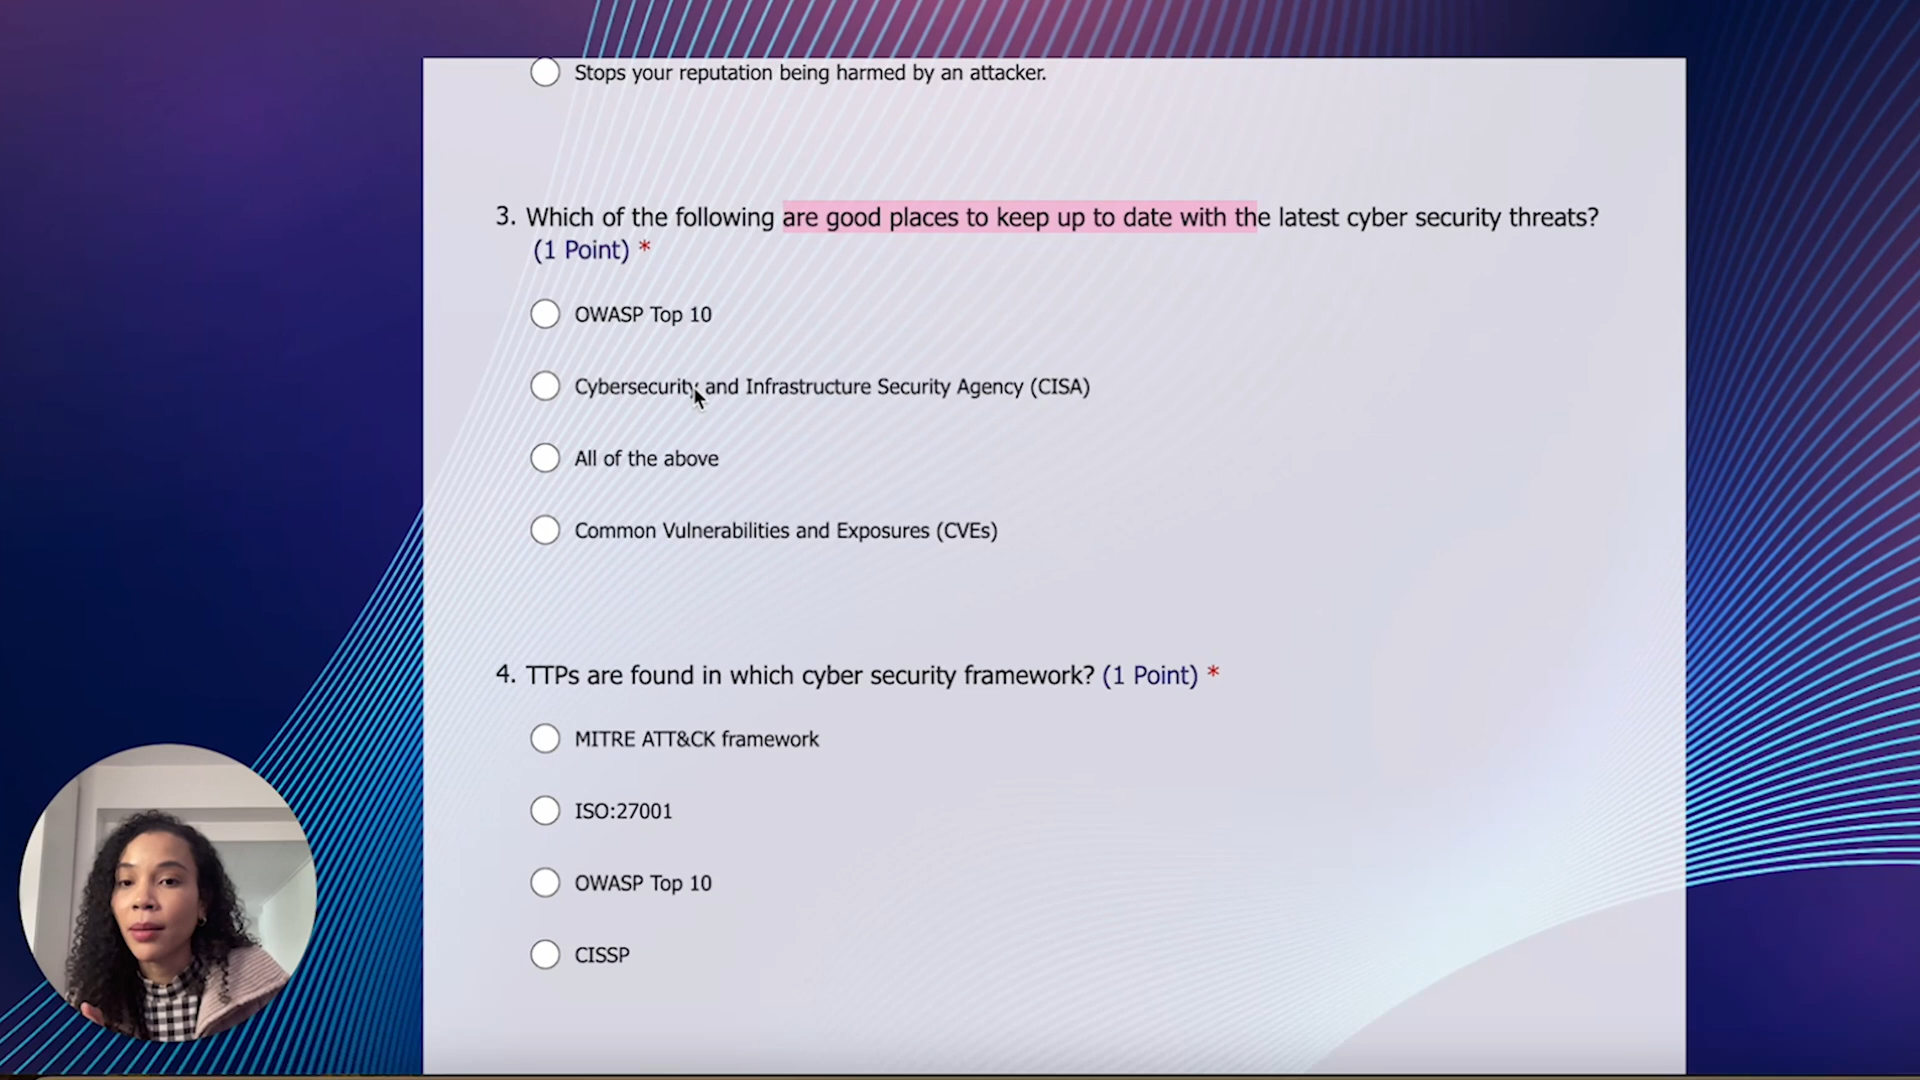 Stops your reputation being harmed by an attacker.
3. Which of the following are good places to keep up to date with the latest cyber security threats?
(1 Point) *
OWASP Top 10
Cybersecurity and Infrastructure Security Agency (CISA)
All of the above
Common Vulnerabilities and Exposures (CVEs)
4. TTPs are found in which cyber security framework? (1 Point) *
MITRE ATT&CK framework
ISO:27001
OWASP Top 10
CISSP